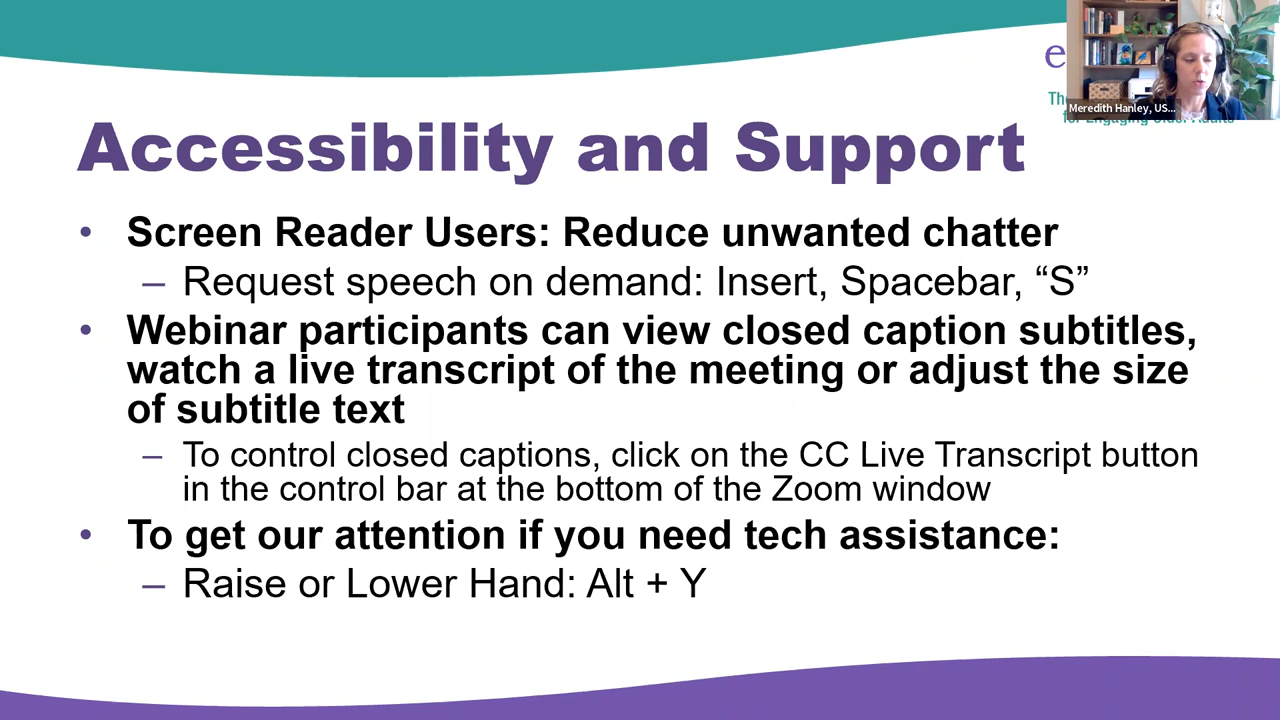 Meredith Hanley, US...
Accessibility and Support
• Screen Reader Users: Reduce unwanted chatter
– Request speech on demand: Insert, Spacebar, “S”
• Webinar participants can view closed caption subtitles,
watch a live transcript of the meeting or adjust the size
of subtitle text
– To control closed captions, click on the CC Live Transcript button
in the control bar at the bottom of the Zoom window
• To get our attention if you need tech assistance:
– Raise or Lower Hand: Alt + Y